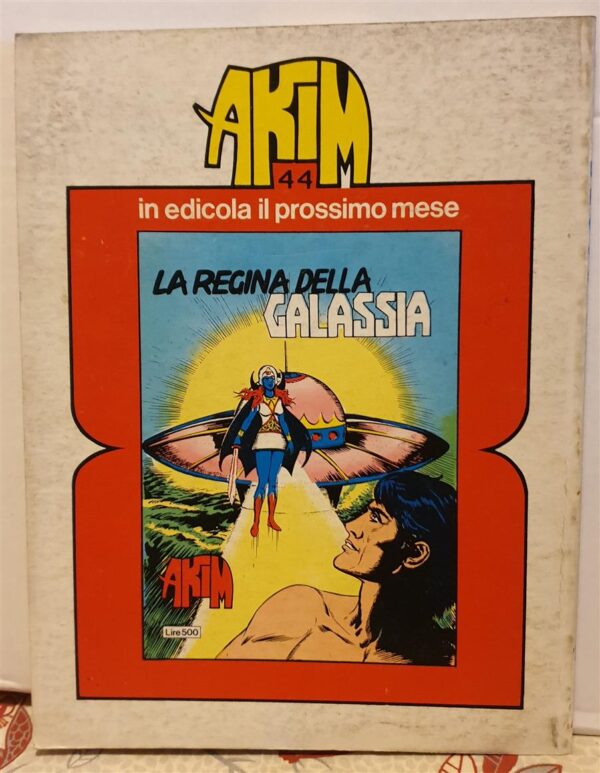 AKIM
44
in edicola il prossimo mese
LA REGINA DELLA
GALASSIA
AKIM
Lire 500